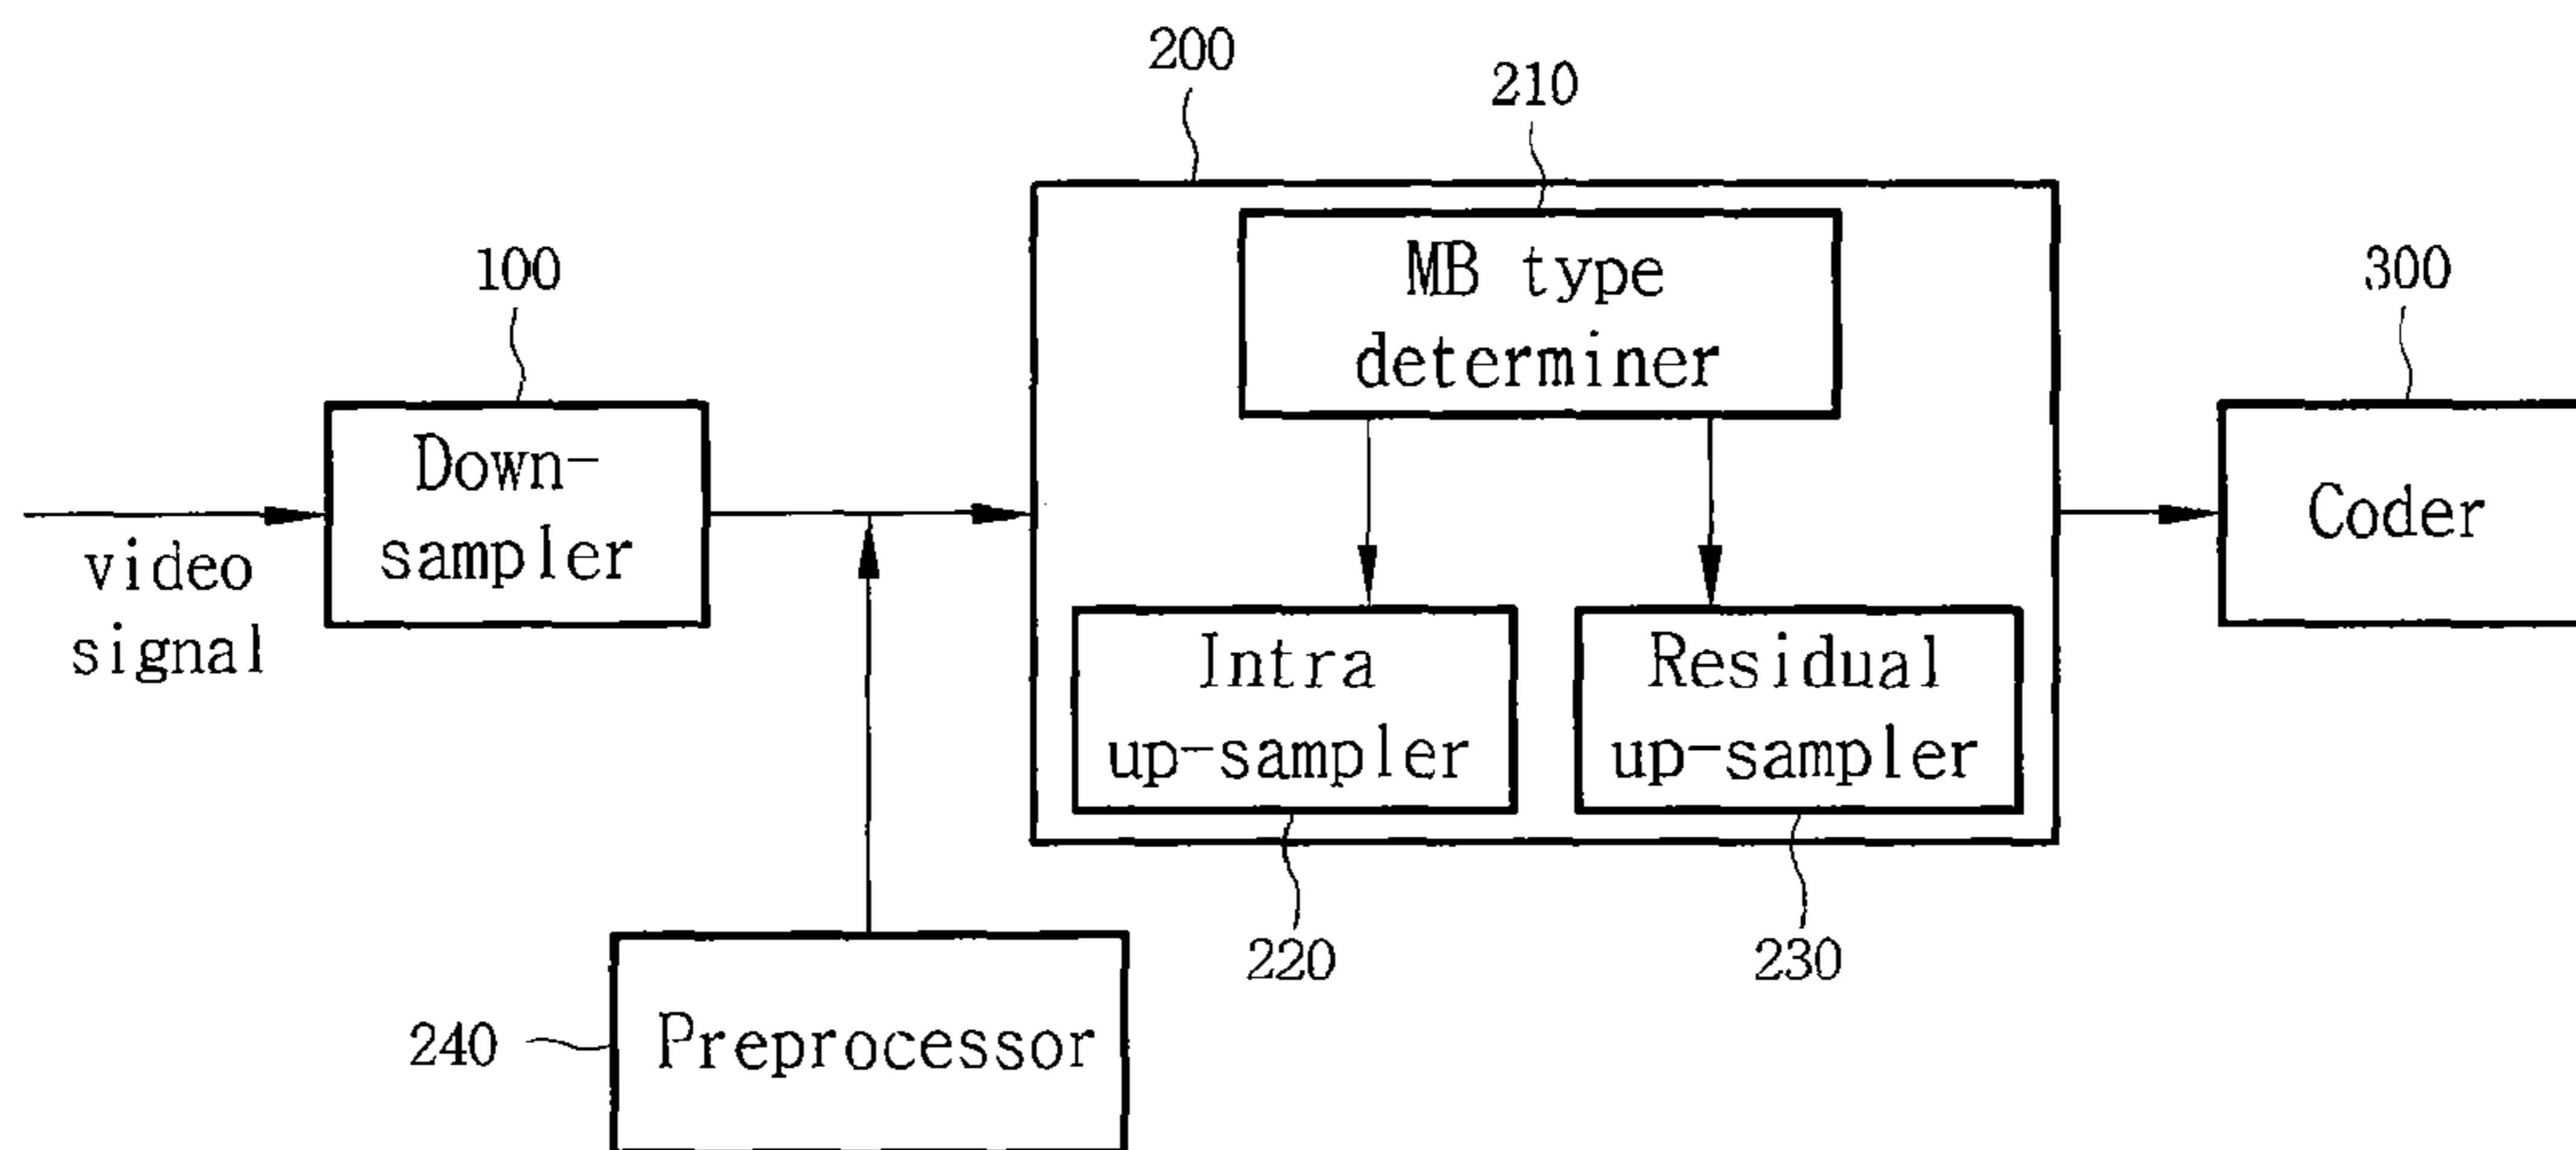 200
210
MB type
determiner
100
300
Down-
sampler
Coder
video
signal
Intra
up-sampler
Residual
up-sampler
220
230
240
Preprocessor